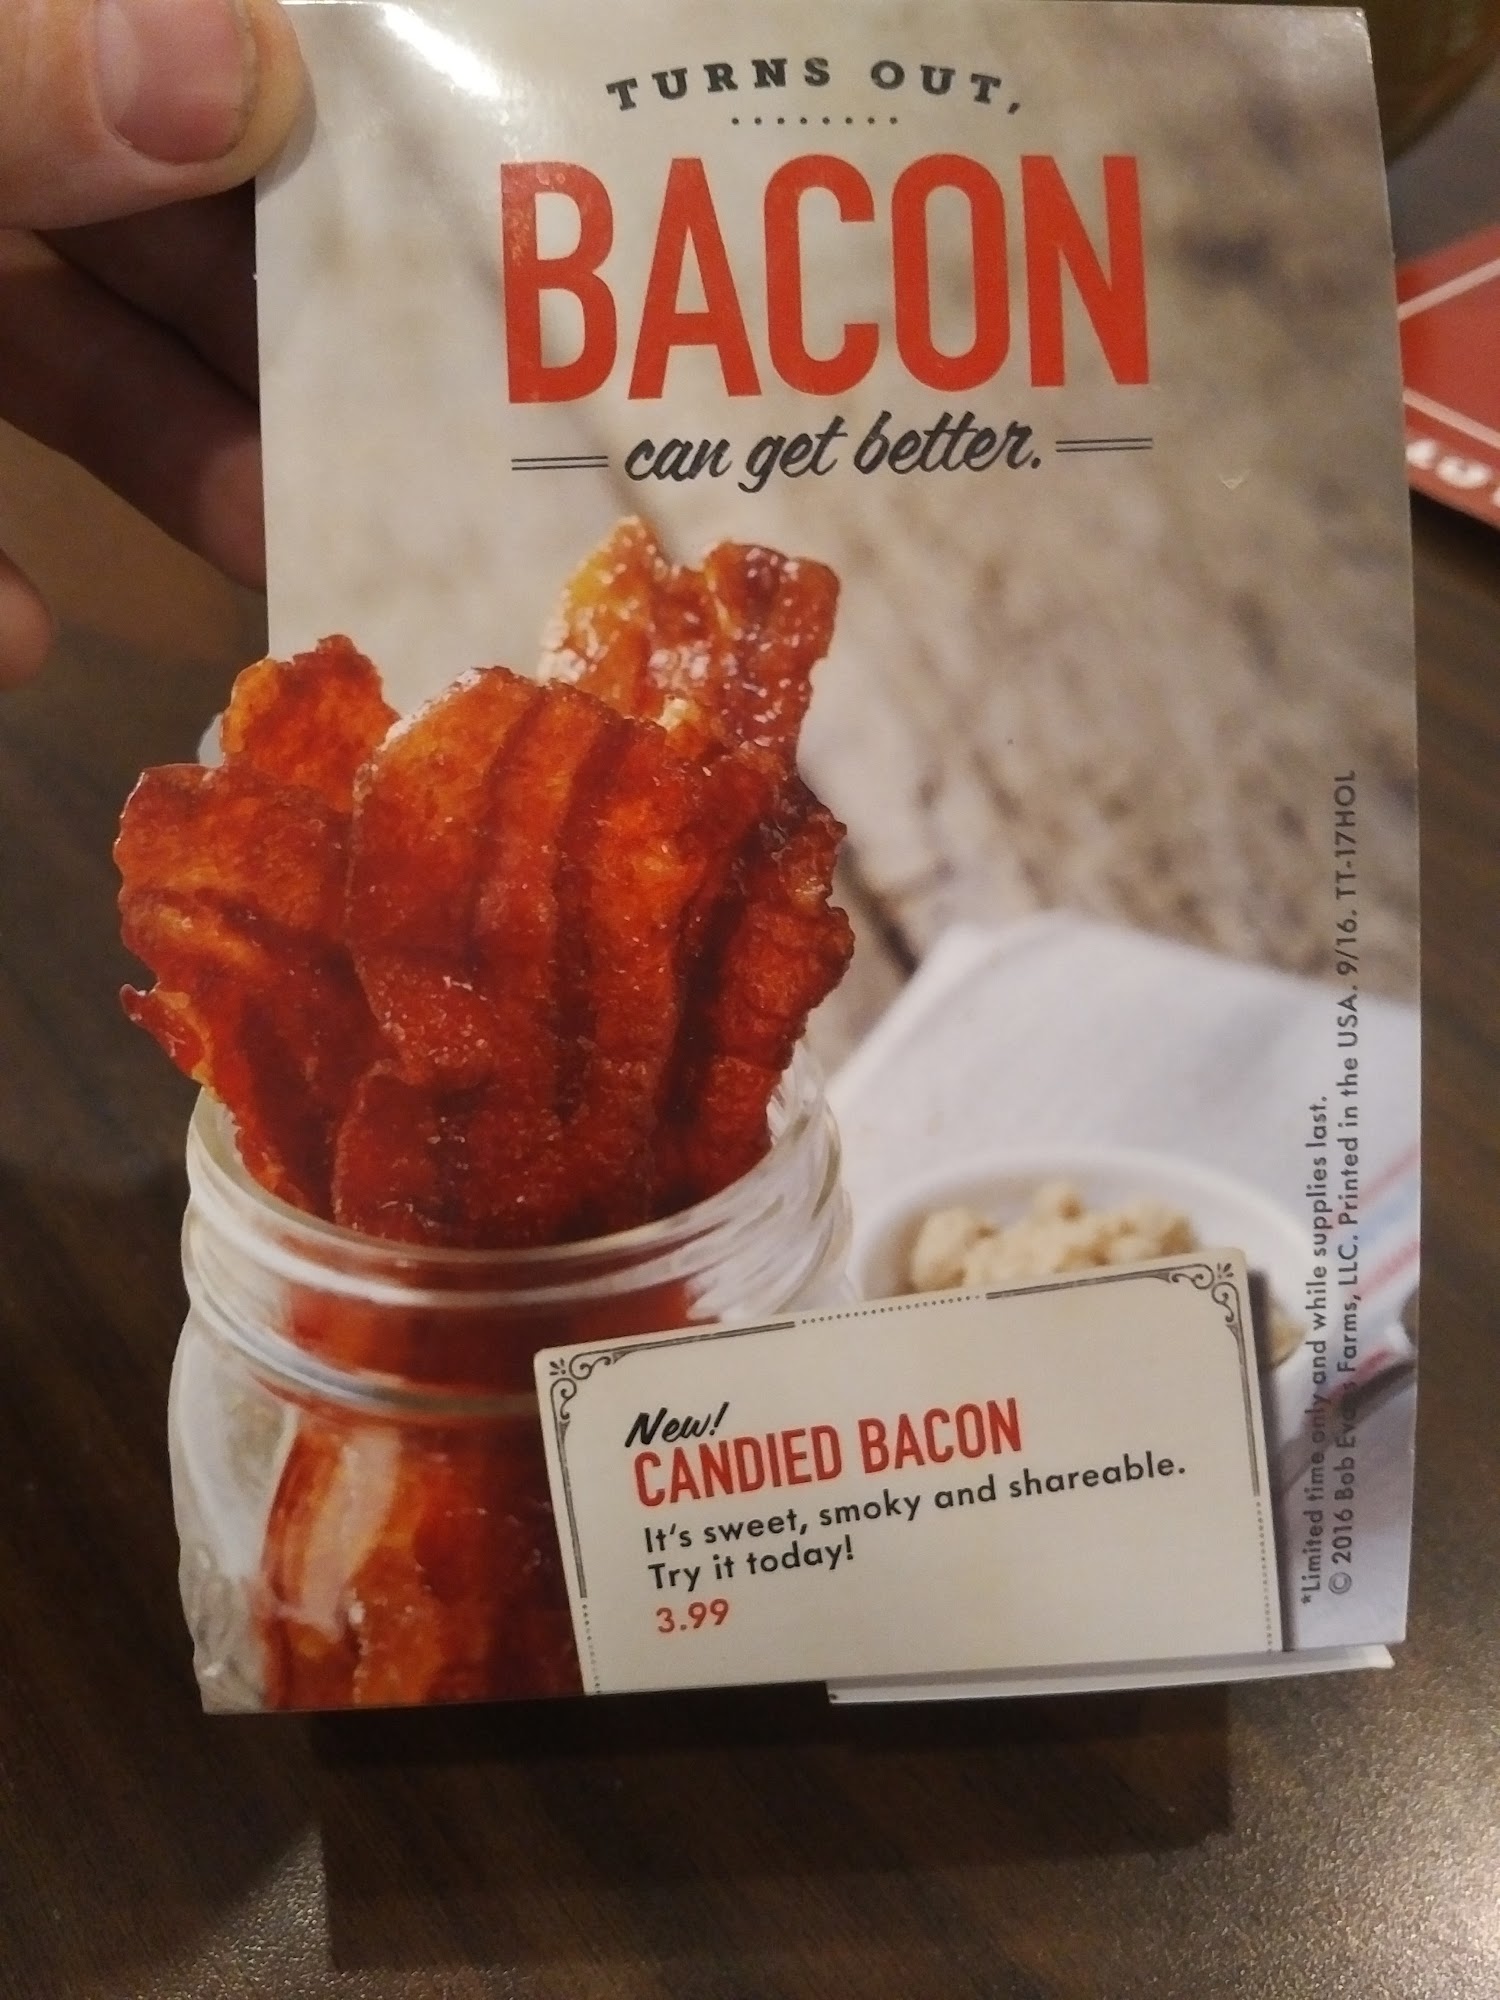 TURNS OUT,
BACON
can get better.
New!
CANDIED BACON
It's sweet, smoky and shareable.
Try it today!
3.99
*Limited time only and while supplies last.
© 2016 Bob Evans Farms, LLC. Printed in the USA. 9/16. TT-17HOL